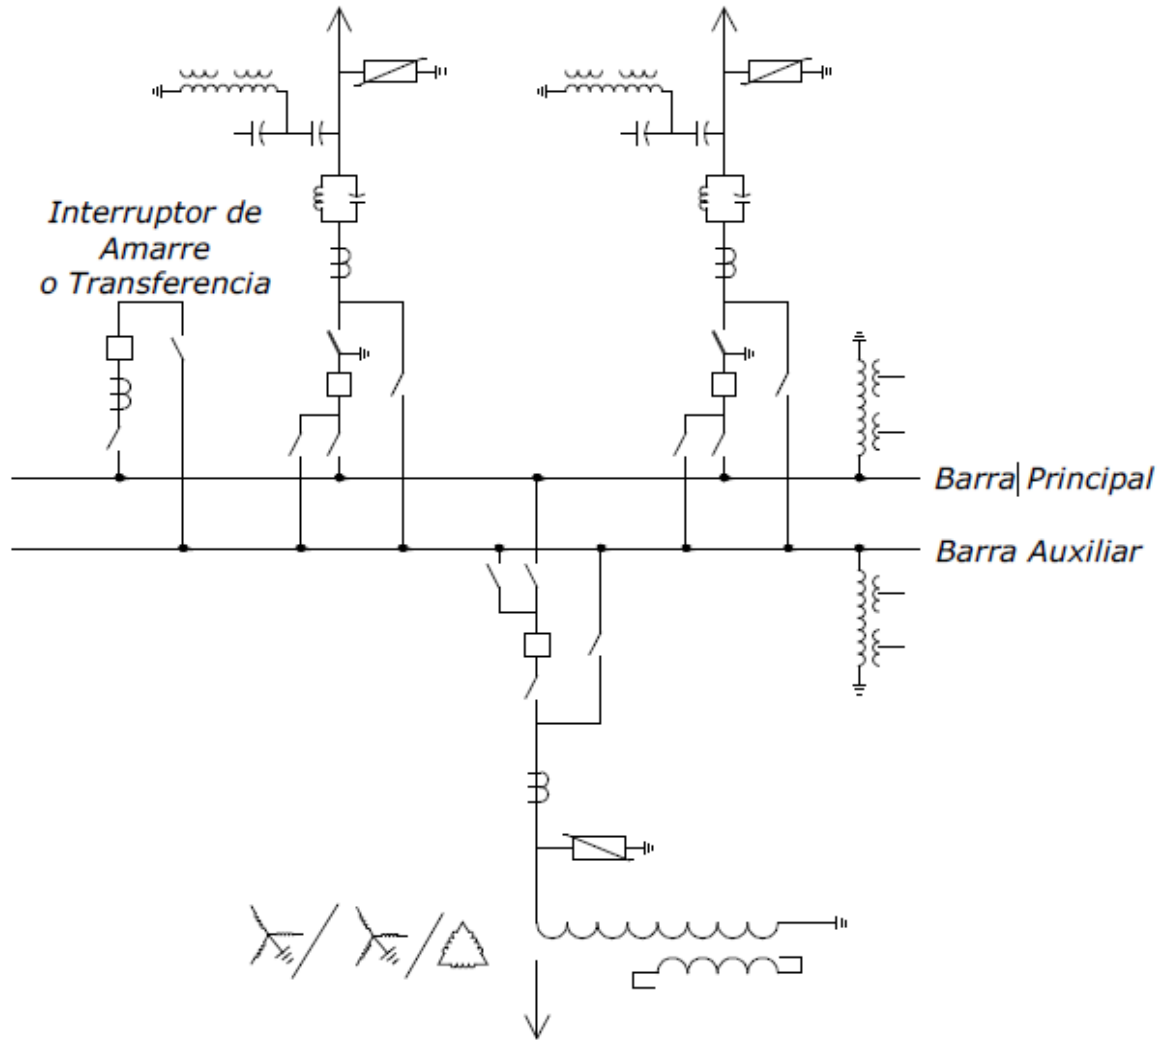 Interruptor de
Amarre
o Transferencia
Barra Principal
Barra Auxiliar